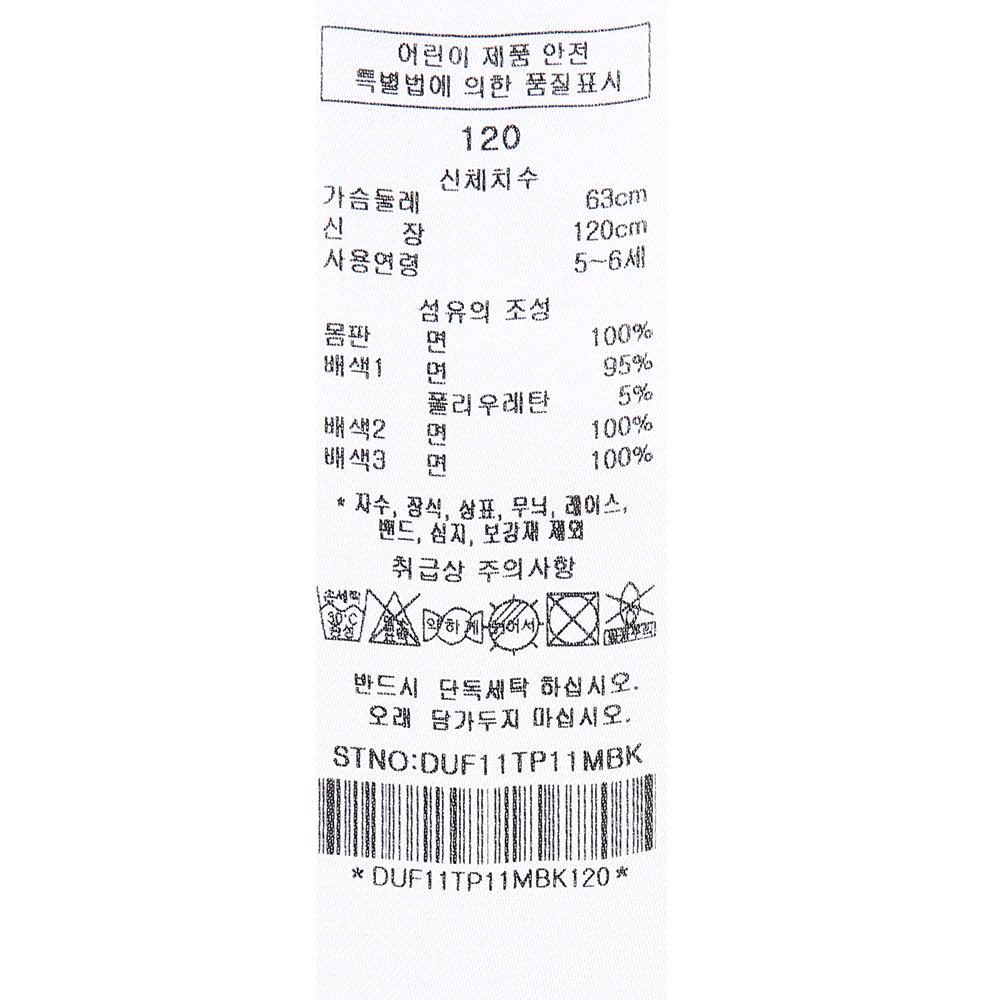 어린이 제품 안전
특별법에 의한 품질표시
120
신체치수
가슴둘레 63cm
신 장 120cm
사용연령 5~6세
섬유의 조성
몸판 면 100%
배색1 면 95%
폴리우레탄 5%
배색2 면 100%
배색3 면 100%
* 자수, 장식, 상표, 무늬, 레이스,
밴드, 심지, 보강재 제외
취급상 주의사항
손세탁 30℃ 중성 약하게 뉘어서
반드시 단독세탁 하십시오.
오래 담가두지 마십시오.
STNO:DUF11TP11MBK
*DUF11TP11MBK120*